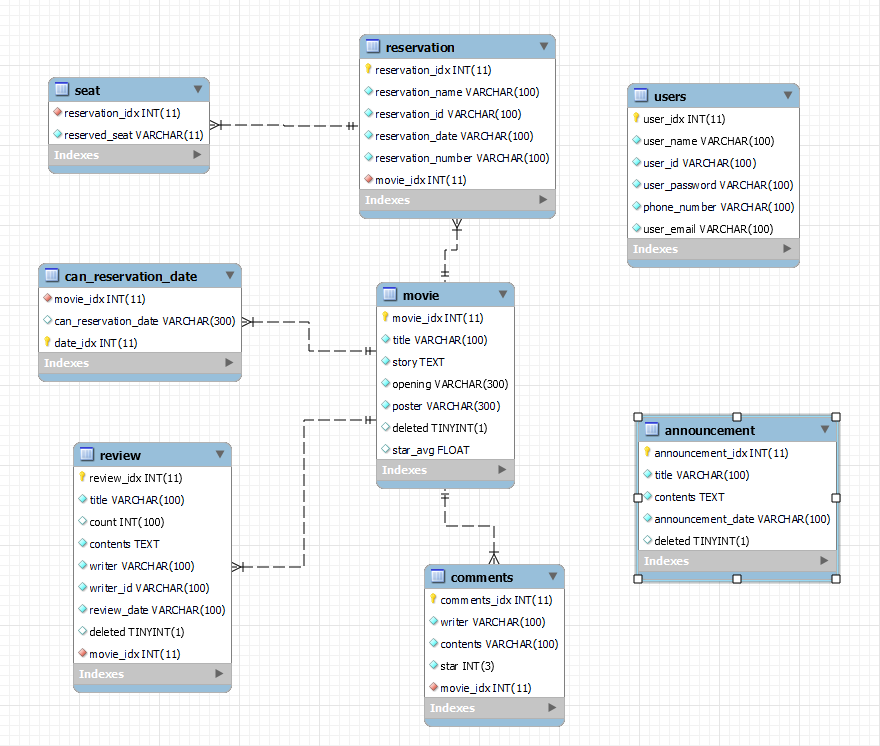 seat
reservation_idx INT(11)
reserved_seat VARCHAR(11)
Indexes
reservation
reservation_idx INT(11)
reservation_name VARCHAR(100)
reservation_id VARCHAR(100)
reservation_date VARCHAR(100)
reservation_number VARCHAR(100)
movie_idx INT(11)
Indexes
users
user_idx INT(11)
user_name VARCHAR(100)
user_id VARCHAR(100)
user_password VARCHAR(100)
phone_number VARCHAR(100)
user_email VARCHAR(100)
Indexes
can_reservation_date
movie_idx INT(11)
can_reservation_date VARCHAR(300)
date_idx INT(11)
Indexes
movie
movie_idx INT(11)
title VARCHAR(100)
story TEXT
opening VARCHAR(300)
poster VARCHAR(300)
deleted TINYINT(1)
star_avg FLOAT
Indexes
review
review_idx INT(11)
title VARCHAR(100)
count INT(100)
contents TEXT
writer VARCHAR(100)
writer_id VARCHAR(100)
review_date VARCHAR(100)
deleted TINYINT(1)
movie_idx INT(11)
Indexes
announcement
announcement_idx INT(11)
title VARCHAR(100)
contents TEXT
announcement_date VARCHAR(100)
deleted TINYINT(1)
Indexes
comments
comments_idx INT(11)
writer VARCHAR(100)
contents VARCHAR(100)
star INT(3)
movie_idx INT(11)
Indexes